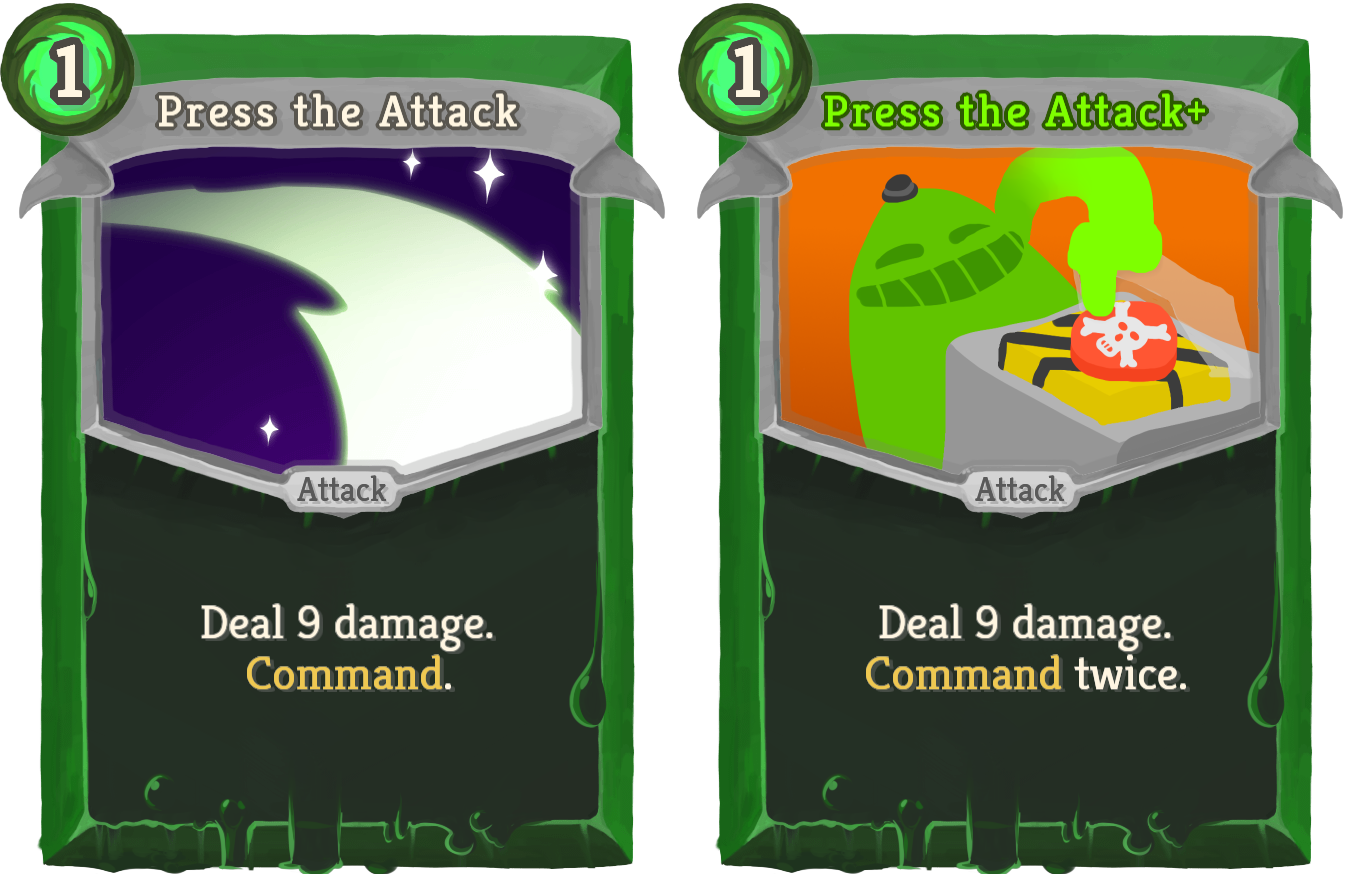 1
Press the Attack
Attack
Deal 9 damage.
Command.
1
Press the Attack+
Attack
Deal 9 damage.
Command twice.